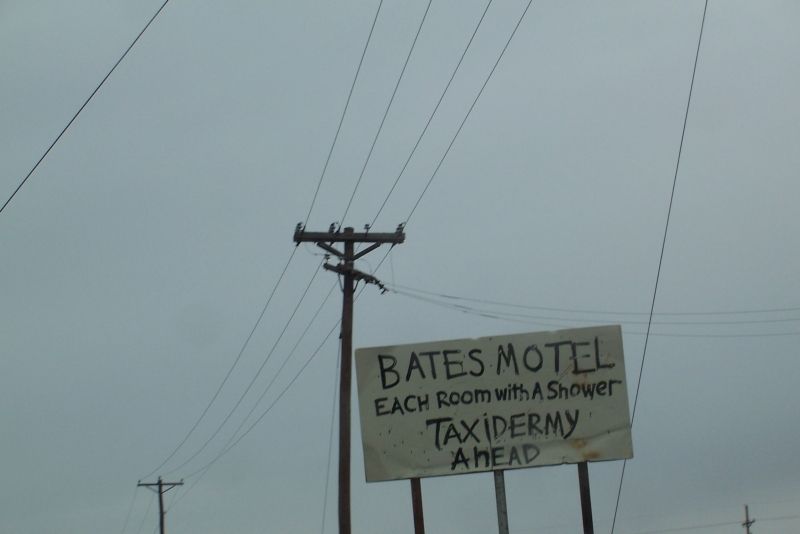 BATES MOTEL
EACH Room with A Shower
TAXiDERMY
AhEAD